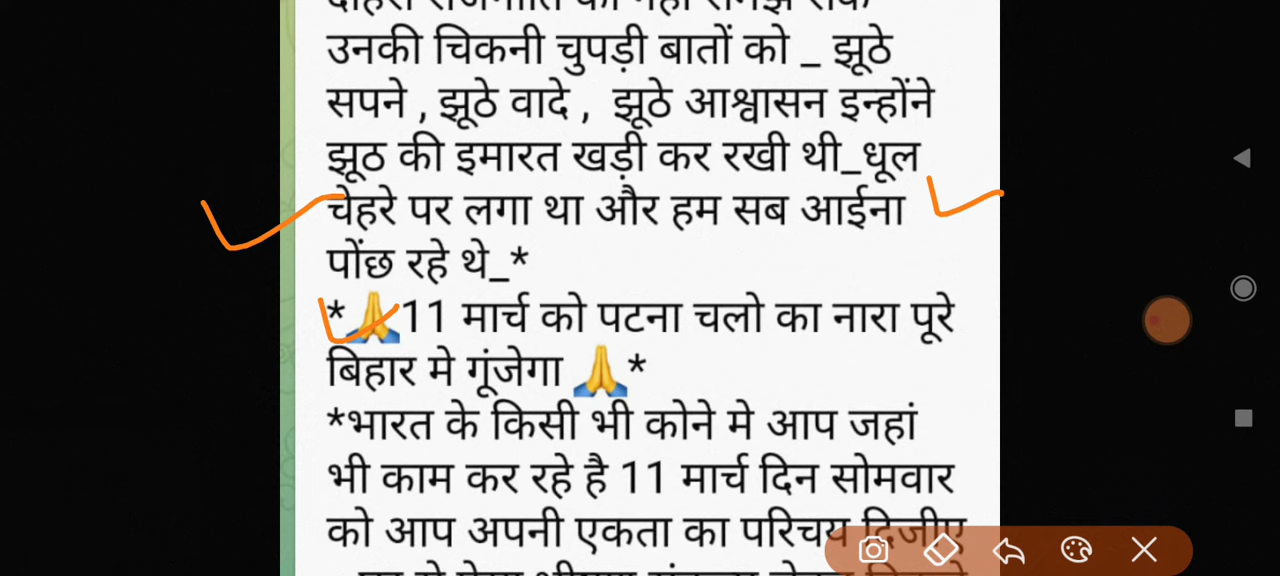 उनकी चिकनी चुपड़ी बातों को _ झूठे
सपने , झूठे वादे , झूठे आश्वासन इन्होंने
झूठ की इमारत खड़ी कर रखी थी_धूल
चेहरे पर लगा था और हम सब आईना
पोंछ रहे थे_*
*🙏11 मार्च को पटना चलो का नारा पूरे
बिहार मे गूंजेगा 🙏*
*भारत के किसी भी कोने मे आप जहां
भी काम कर रहे है 11 मार्च दिन सोमवार
को आप अपनी एकता का परिचय दिजीए